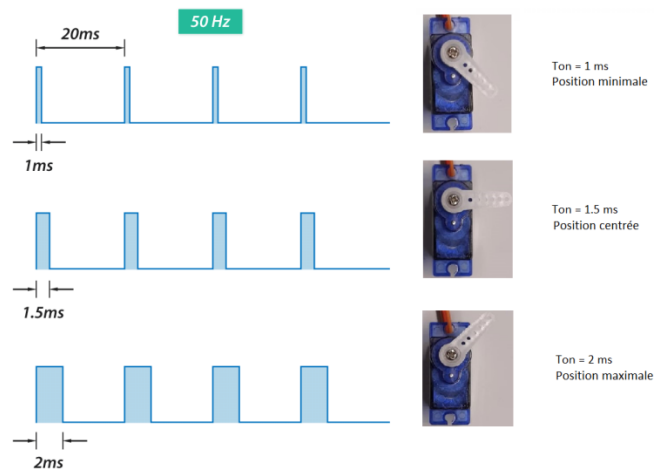 50 Hz
20ms
Ton = 1 ms
Position minimale
1ms
Ton = 1.5 ms
Position centrée
1.5ms
Ton = 2 ms
Position maximale
2ms